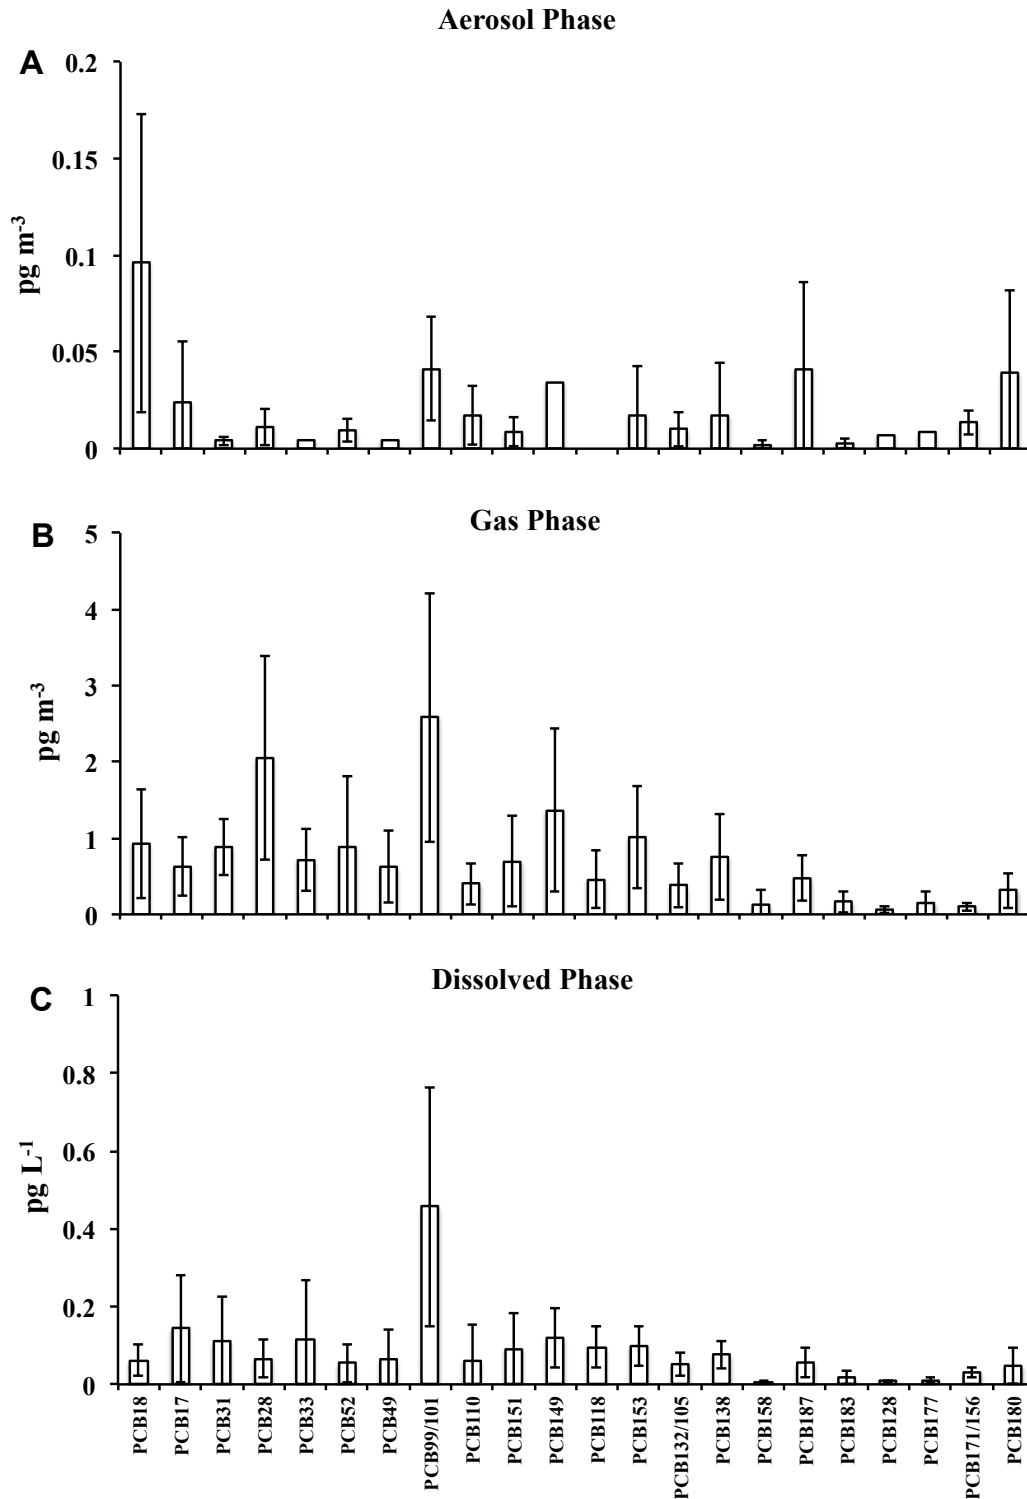 Aerosol Phase
A
0.2
0.15
0.1
0.05
0
pg m-3
Gas Phase
B
5
4
3
2
1
0
pg m-3
Dissolved Phase
C
1
0.8
0.6
0.4
0.2
0
pg L-1
PCB18
PCB17
PCB31
PCB28
PCB33
PCB52
PCB49
PCB99/101
PCB110
PCB151
PCB149
PCB118
PCB153
PCB132/105
PCB138
PCB158
PCB187
PCB183
PCB128
PCB177
PCB171/156
PCB180